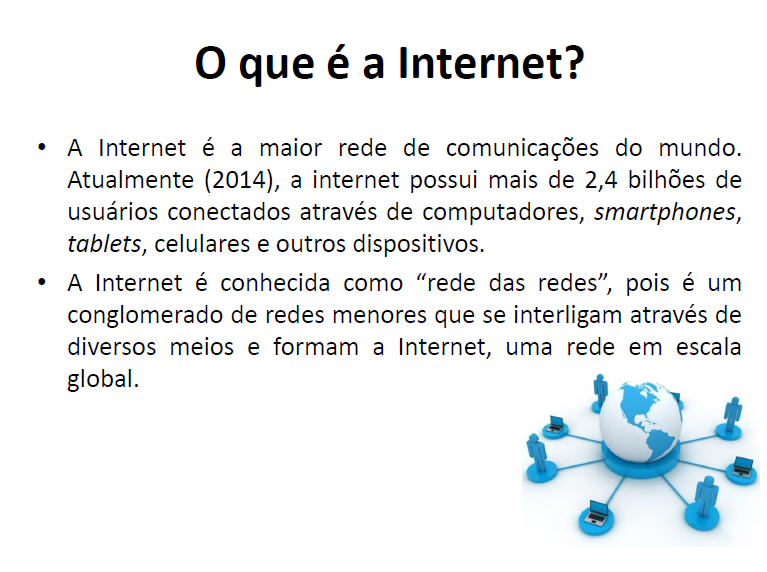 O que é a Internet?
• A Internet é a maior rede de comunicações do mundo.
Atualmente (2014), a internet possui mais de 2,4 bilhões de
usuários conectados através de computadores, smartphones,
tablets, celulares e outros dispositivos.
• A Internet é conhecida como “rede das redes”, pois é um
conglomerado de redes menores que se interligam através de
diversos meios e formam a Internet, uma rede em escala
global.